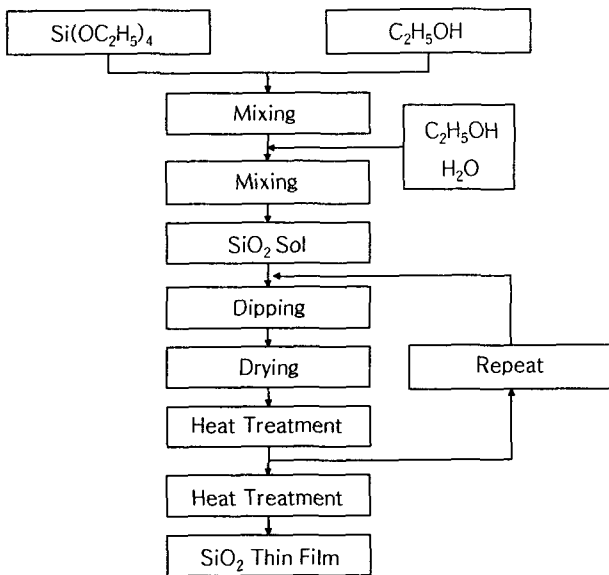 Si(OC₂H₅)₄
C₂H₅OH
Mixing
C₂H₅OH
H₂O
Mixing
SiO₂ Sol
Dipping
Drying
Repeat
Heat Treatment
Heat Treatment
SiO₂ Thin Film